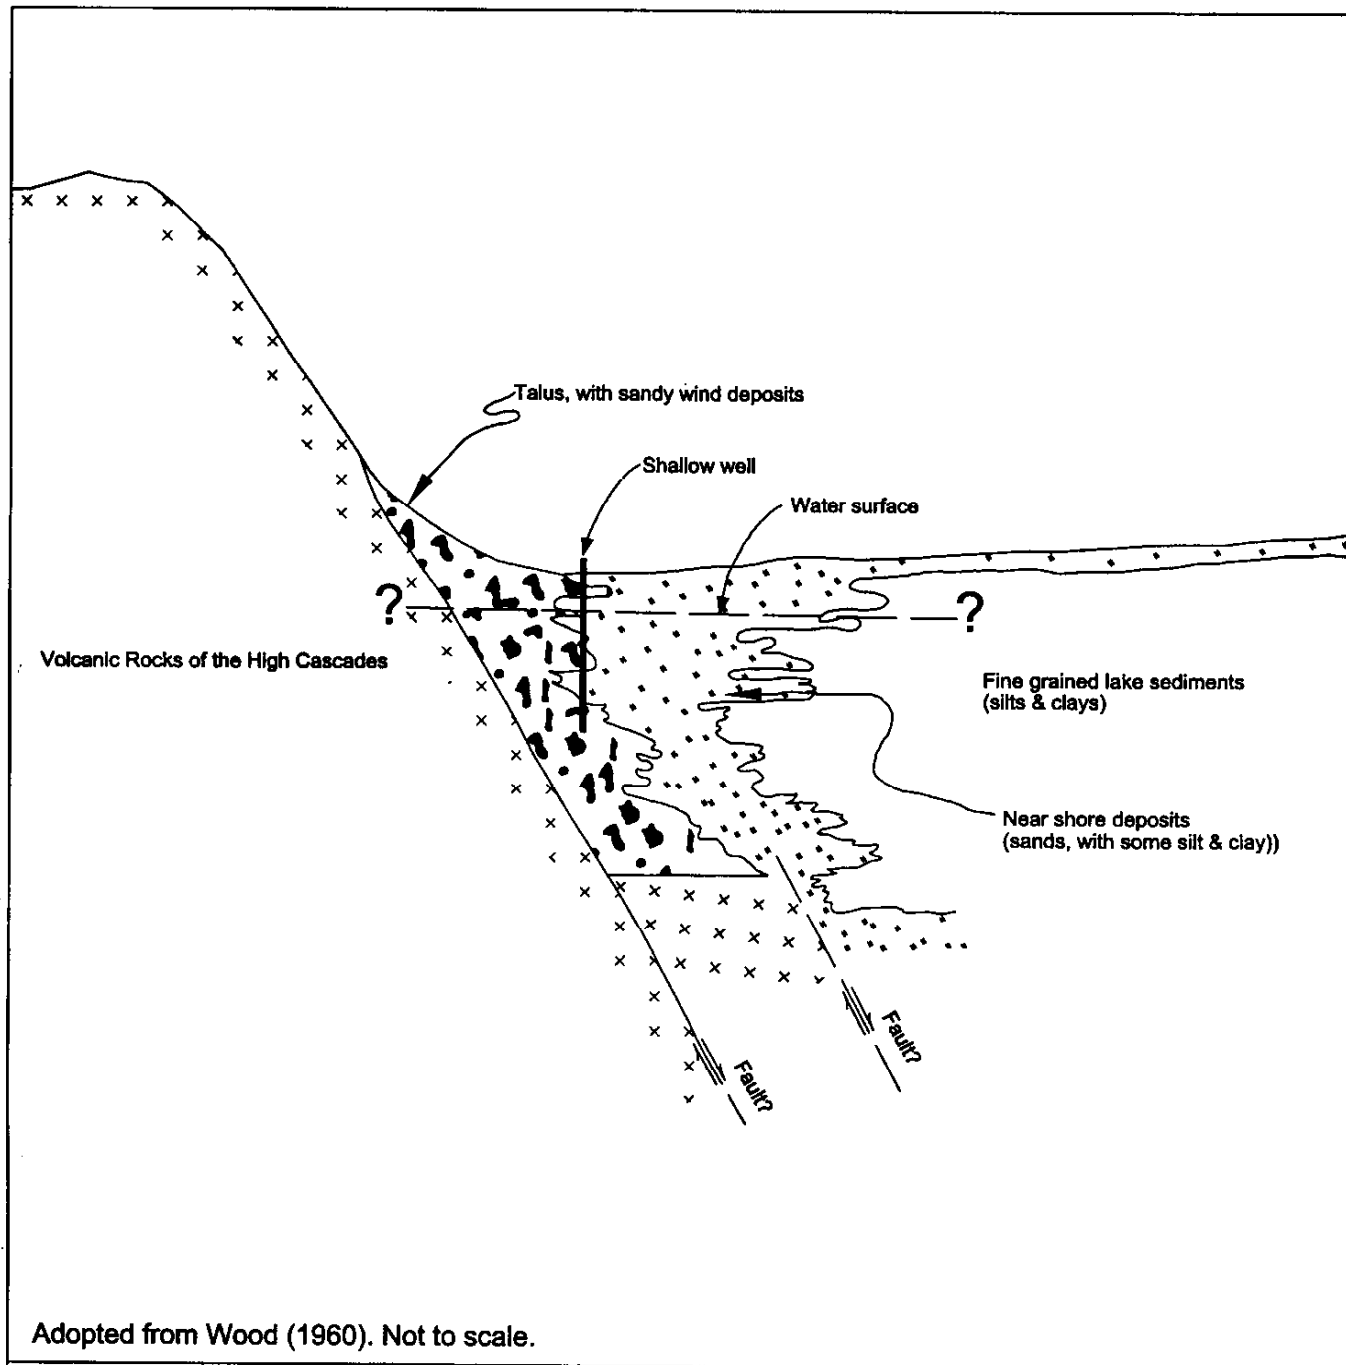 Talus, with sandy wind deposits
Shallow well
Water surface
?
?
Volcanic Rocks of the High Cascades
Fine grained lake sediments
(silts & clays)
Near shore deposits
(sands, with some silt & clay))
Fault?
Fault?
Adopted from Wood (1960). Not to scale.